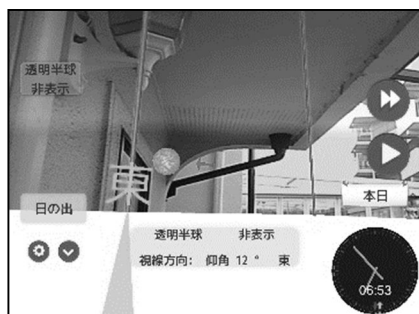 透明半球
非表示
東
本日
日の出
透明半球 非表示
視線方向: 仰角 12 ° 東
06:53